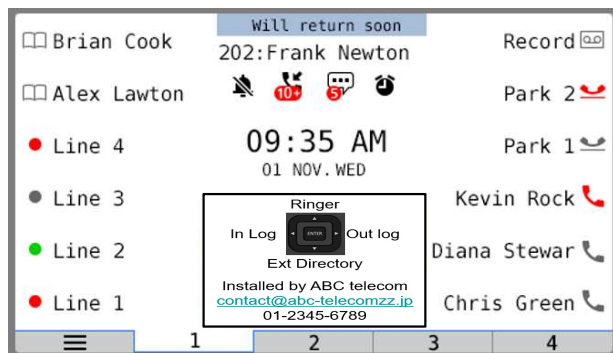 Will return soon
202:Frank Newton
10+
5
09:35 AM
01 NOV.WED
Brian Cook
Alex Lawton
Line 4
Line 3
Line 2
Line 1
Record
Park 2
Park 1
Kevin Rock
Diana Stewar
Chris Green
Ringer
In Log ENTER Out log
Ext Directory
Installed by ABC telecom
contact@abc-telecomzz.jp
01-2345-6789
1 2 3 4